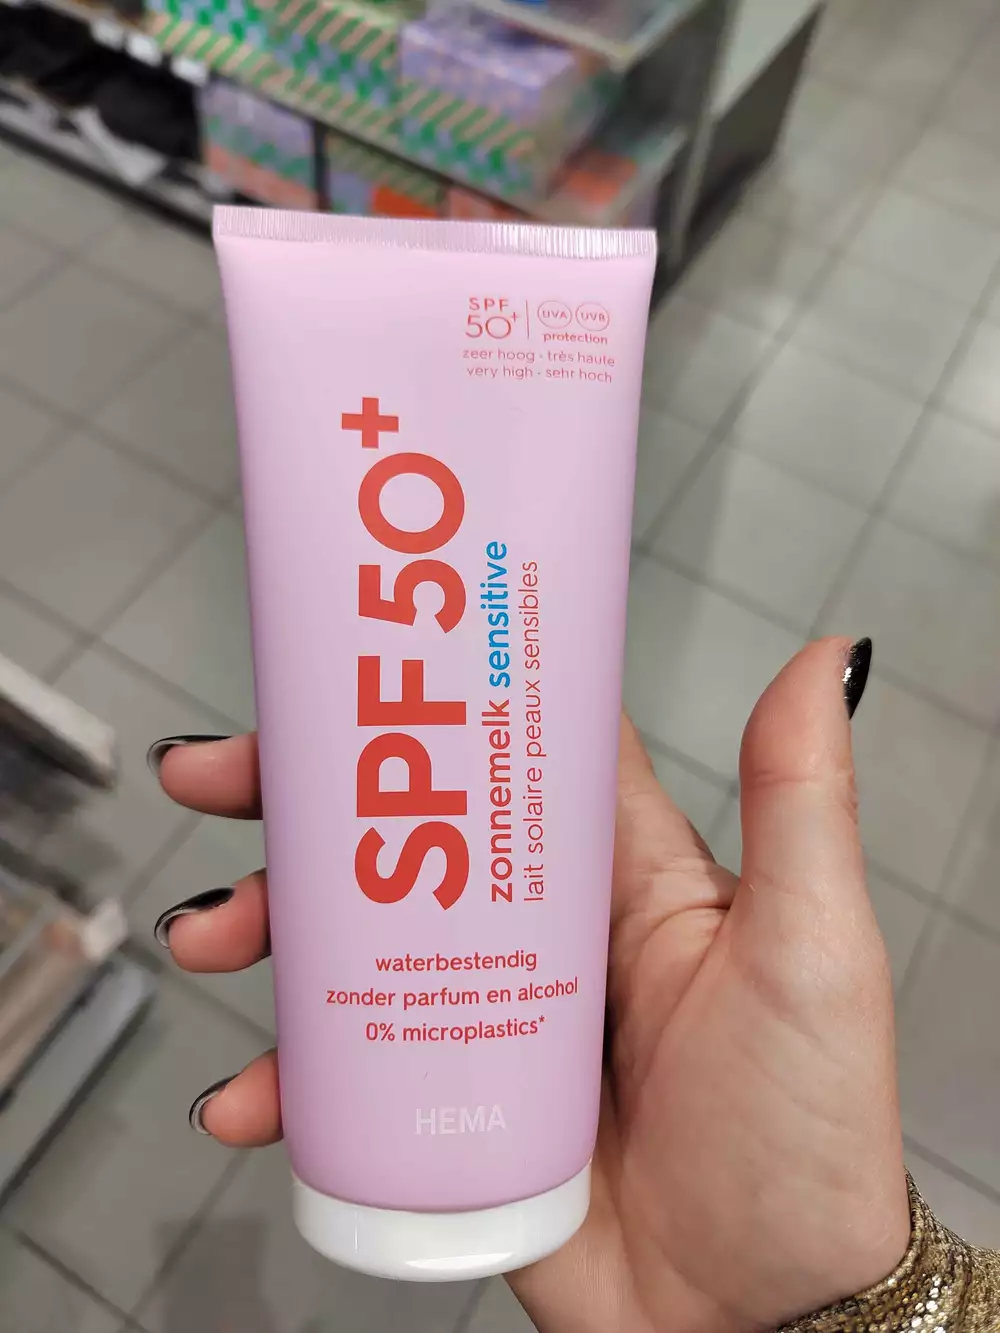 SPF
50+
UVA UVB
protection
zeer hoog - très haute
very high - sehr hoch
SPF 50+
zonnemelk sensitive
lait solaire peaux sensibles
waterbestendig
zonder parfum en alcohol
0% microplastics*
HEMA